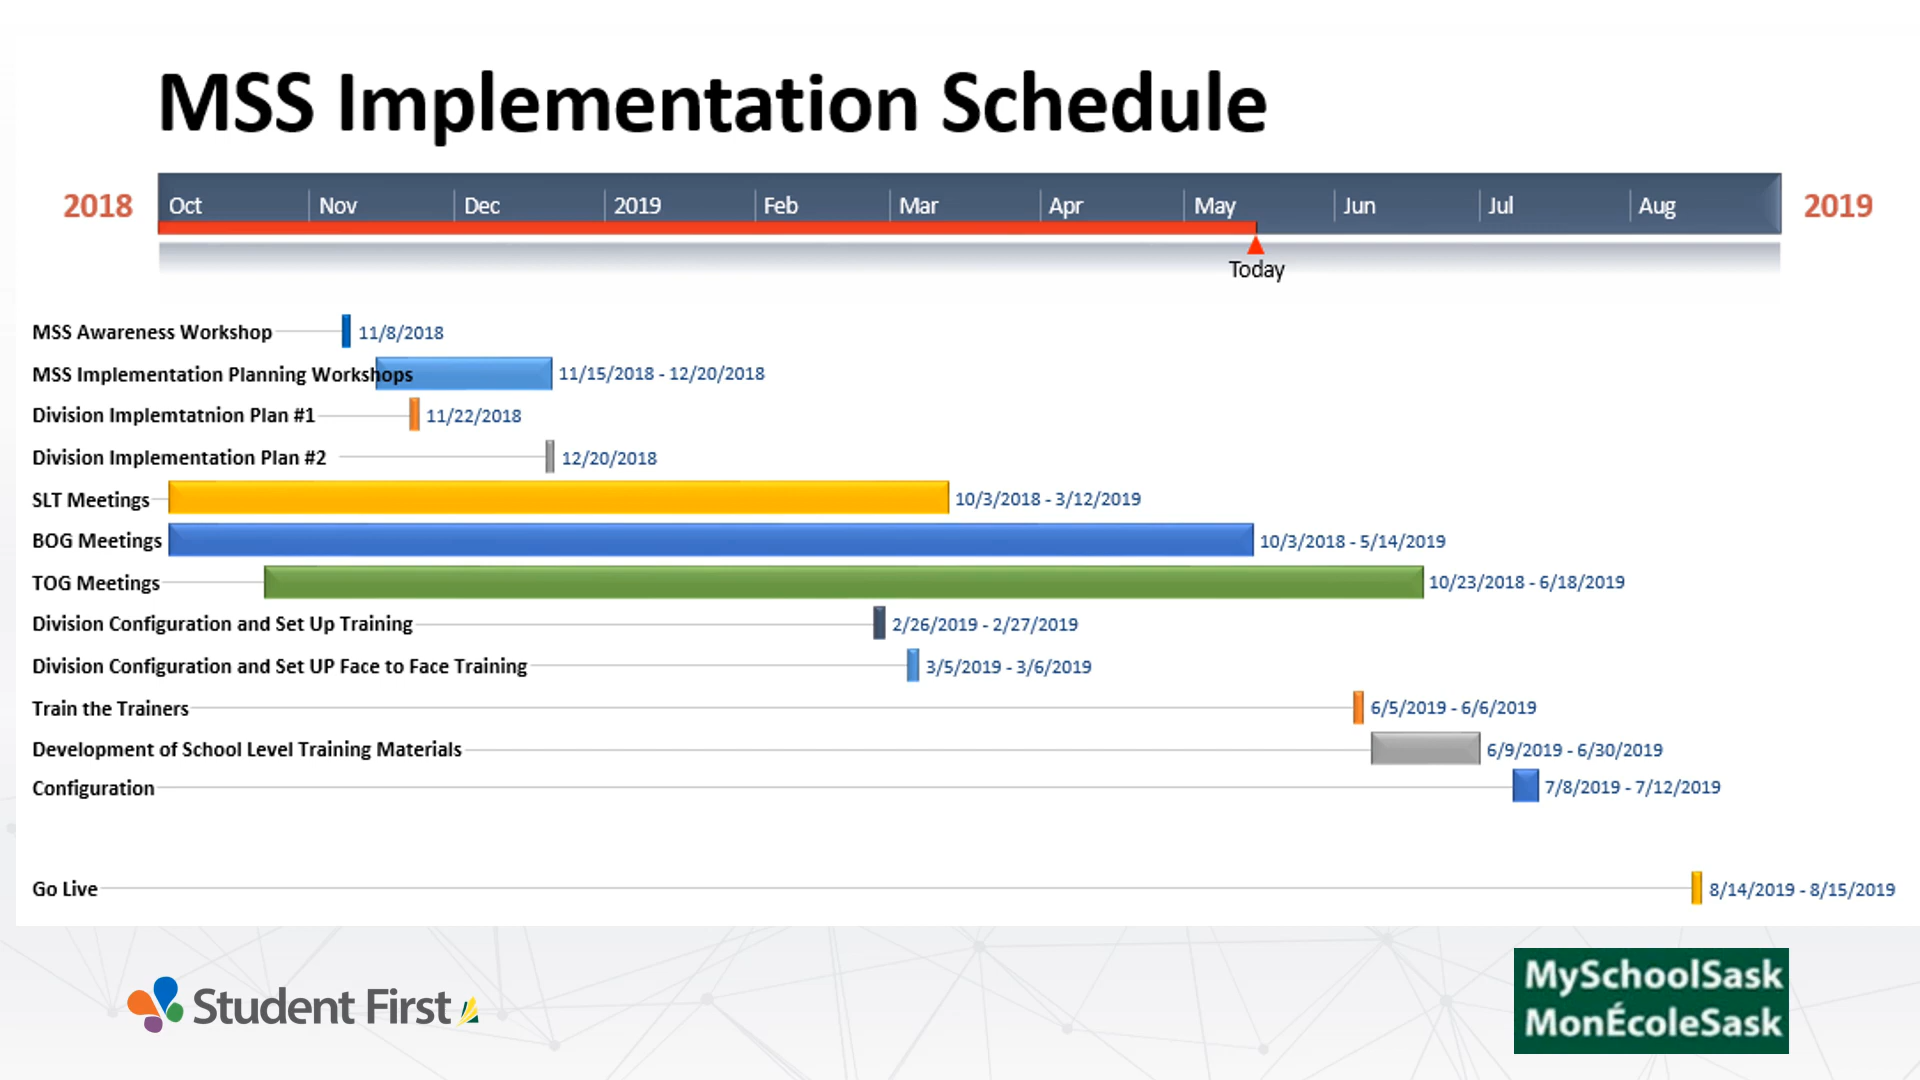 MSS Implementation Schedule
2018 Oct Nov Dec 2019 Feb Mar Apr May Jun Jul Aug 2019
Today
MSS Awareness Workshop 11/8/2018
MSS Implementation Planning Workshops 11/15/2018 - 12/20/2018
Division Implemtatnion Plan #1 11/22/2018
Division Implementation Plan #2 12/20/2018
SLT Meetings 10/3/2018 - 3/12/2019
BOG Meetings 10/3/2018 - 5/14/2019
TOG Meetings 10/23/2018 - 6/18/2019
Division Configuration and Set Up Training 2/26/2019 - 2/27/2019
Division Configuration and Set UP Face to Face Training 3/5/2019 - 3/6/2019
Train the Trainers 6/5/2019 - 6/6/2019
Development of School Level Training Materials 6/9/2019 - 6/30/2019
Configuration 7/8/2019 - 7/12/2019
Go Live 8/14/2019 - 8/15/2019
Student First
MySchoolSask
MonÉcoleSask